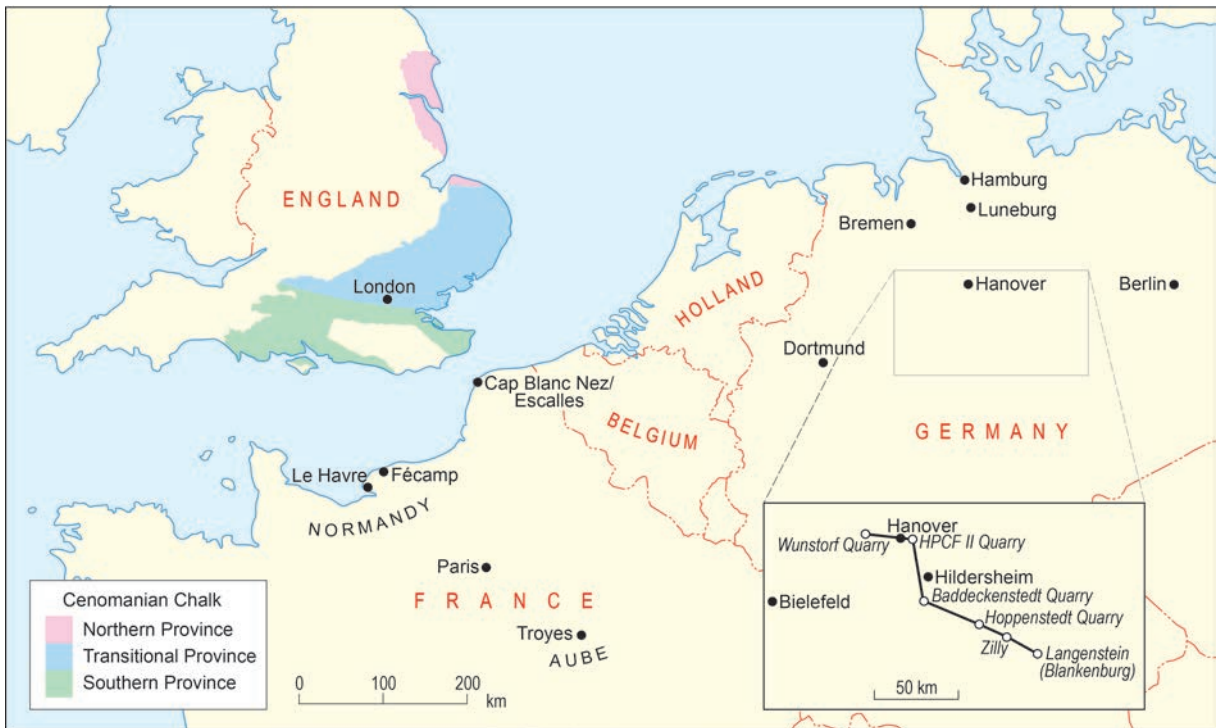 ENGLAND
London
HOLLAND
BELGIUM
GERMANY
Hamburg
Luneburg
Bremen
Hanover
Berlin
Dortmund
Cap Blanc Nez/
Escalles
Le Havre
Fécamp
NORMANDY
Paris
FRANCE
Troyes
AUBE
Cenomanian Chalk
Northern Province
Transitional Province
Southern Province
0 100 200
km
Hanover
Wunstorf Quarry
HPCF II Quarry
Hildersheim
Baddeckenstedt Quarry
Bielefeld
Hoppenstedt Quarry
Zilly
Langenstein
(Blankenburg)
50 km